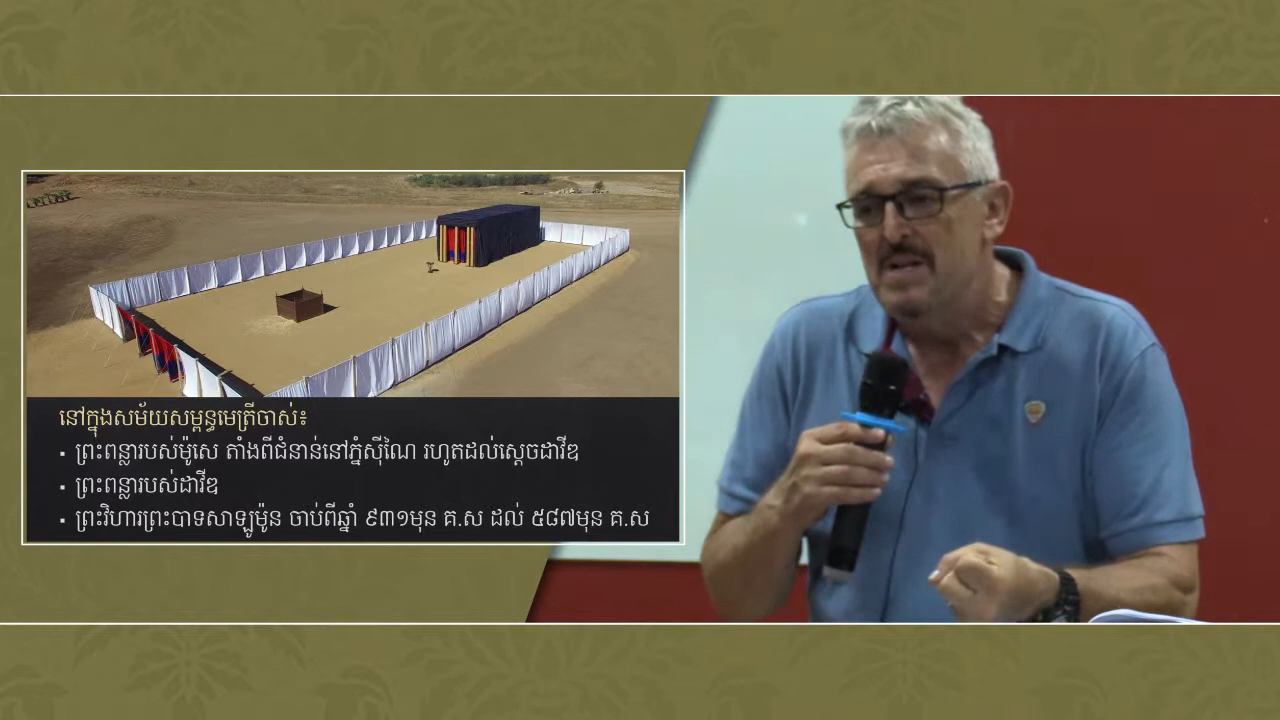 នៅក្នុងសម័យសម្ពន្ធមេត្រីចាស់៖
▪ ព្រះពន្លារបស់ម៉ូសេ តាំងពីជំនាន់នៅភ្នំស៊ីណៃ រហូតដល់ស្ដេចដាវីឌ
▪ ព្រះពន្លារបស់ដាវីឌ
▪ ព្រះវិហារព្រះបាទសាឡូម៉ូន ចាប់ពីឆ្នាំ ៩៣១មុន គ.ស ដល់ ៥៨៧មុន គ.ស